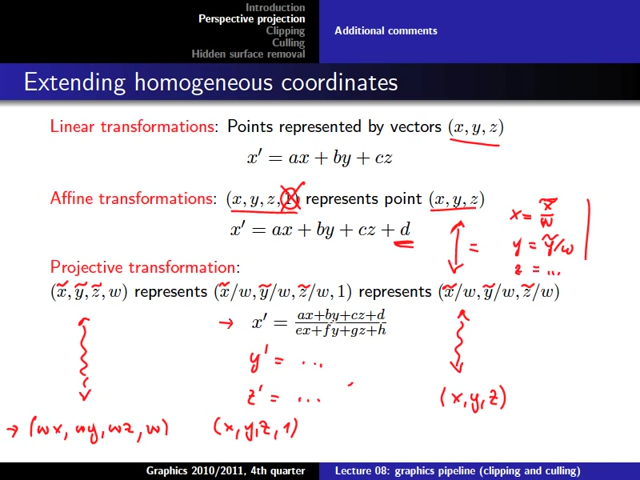 Introduction
Perspective projection
Clipping
Culling
Hidden surface removal
Additional comments
Extending homogeneous coordinates
Linear transformations: Points represented by vectors (x, y, z)
x′ = ax + by + cz
Affine transformations: (x, y, z, 1) represents point (x, y, z)
x′ = ax + by + cz + d
=
x = x̃/w
y = ỹ/w
z = ...
Projective transformation:
(x̃, ỹ, z̃, w) represents (x̃/w, ỹ/w, z̃/w, 1) represents (x̃/w, ỹ/w, z̃/w)
→ x′ = ax+by+cz+d / ex+fy+gz+h
y' = ...
z' = ...
(x, y, z)
→ (wx, wy, wz, w) (x, y, z, 1)
Graphics 2010/2011, 4th quarter
Lecture 08: graphics pipeline (clipping and culling)